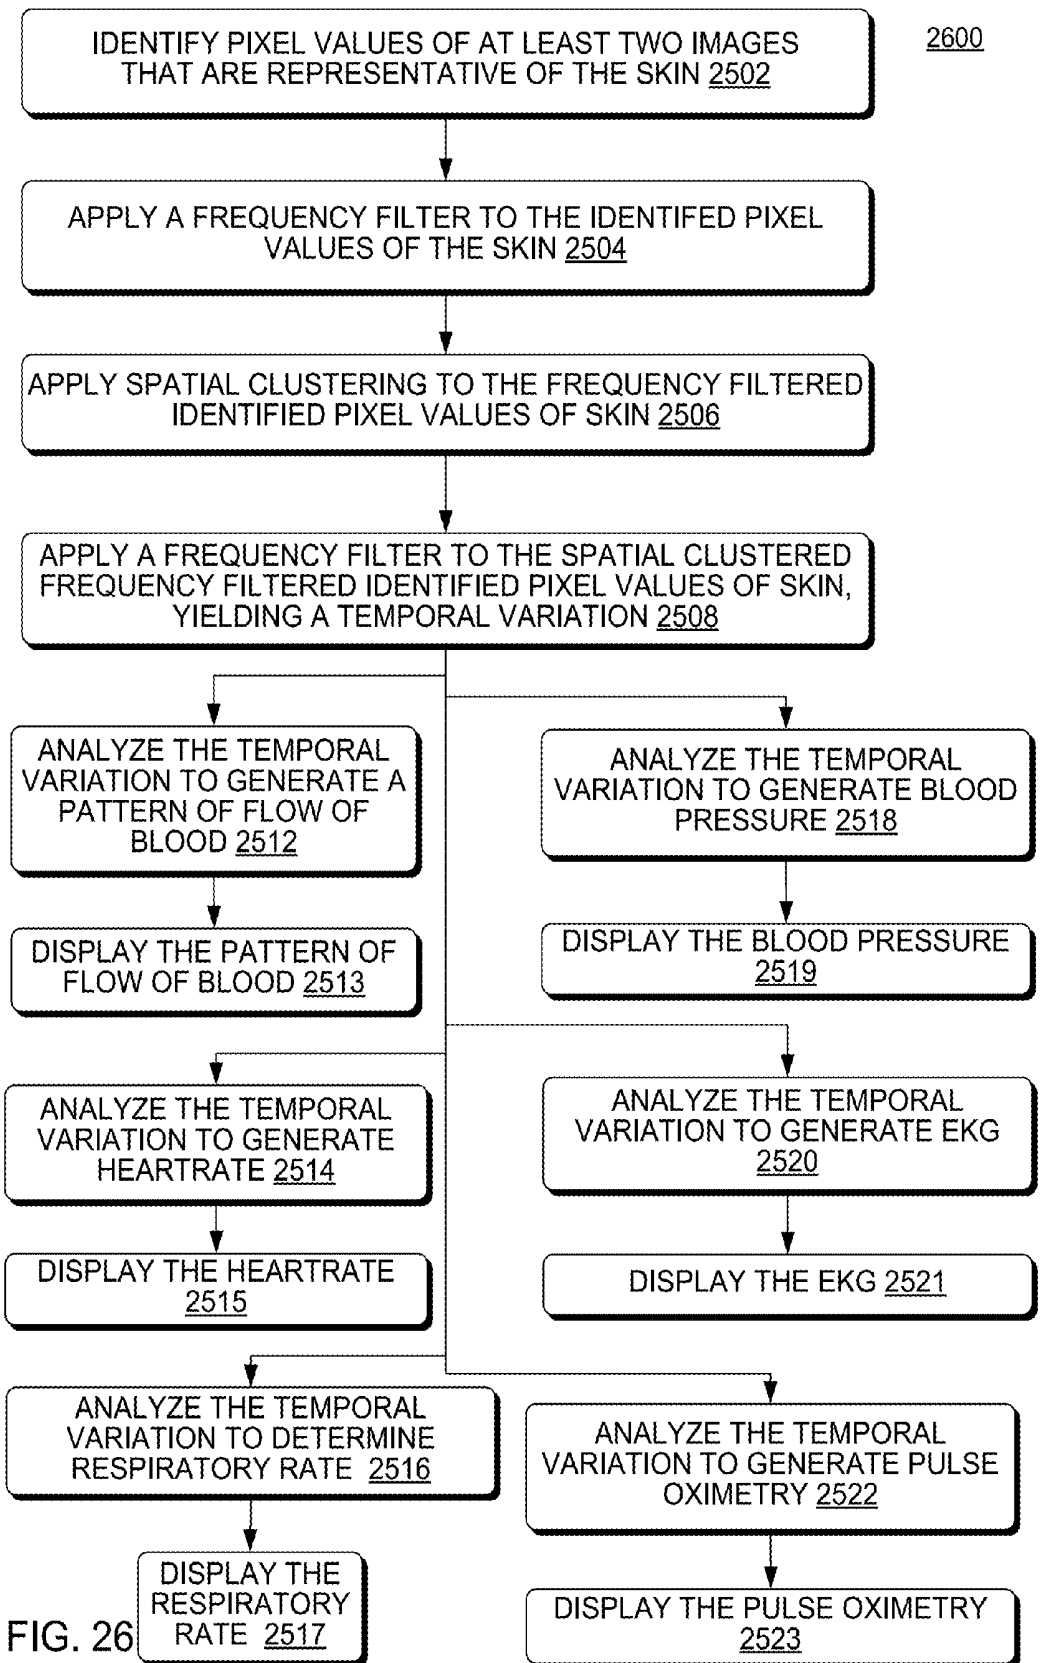 IDENTIFY PIXEL VALUES OF AT LEAST TWO IMAGES
THAT ARE REPRESENTATIVE OF THE SKIN 2502
2600
APPLY A FREQUENCY FILTER TO THE IDENTIFED PIXEL
VALUES OF THE SKIN 2504
APPLY SPATIAL CLUSTERING TO THE FREQUENCY FILTERED
IDENTIFIED PIXEL VALUES OF SKIN 2506
APPLY A FREQUENCY FILTER TO THE SPATIAL CLUSTERED
FREQUENCY FILTERED IDENTIFIED PIXEL VALUES OF SKIN,
YIELDING A TEMPORAL VARIATION 2508
ANALYZE THE TEMPORAL
VARIATION TO GENERATE A
PATTERN OF FLOW OF
BLOOD 2512
DISPLAY THE PATTERN OF
FLOW OF BLOOD 2513
ANALYZE THE TEMPORAL
VARIATION TO GENERATE BLOOD
PRESSURE 2518
DISPLAY THE BLOOD PRESSURE
2519
ANALYZE THE TEMPORAL
VARIATION TO GENERATE
HEARTRATE 2514
DISPLAY THE HEARTRATE
2515
ANALYZE THE TEMPORAL
VARIATION TO GENERATE EKG
2520
DISPLAY THE EKG 2521
ANALYZE THE TEMPORAL
VARIATION TO DETERMINE
RESPIRATORY RATE 2516
DISPLAY THE
RESPIRATORY
RATE 2517
ANALYZE THE TEMPORAL
VARIATION TO GENERATE PULSE
OXIMETRY 2522
DISPLAY THE PULSE OXIMETRY
2523
FIG. 26